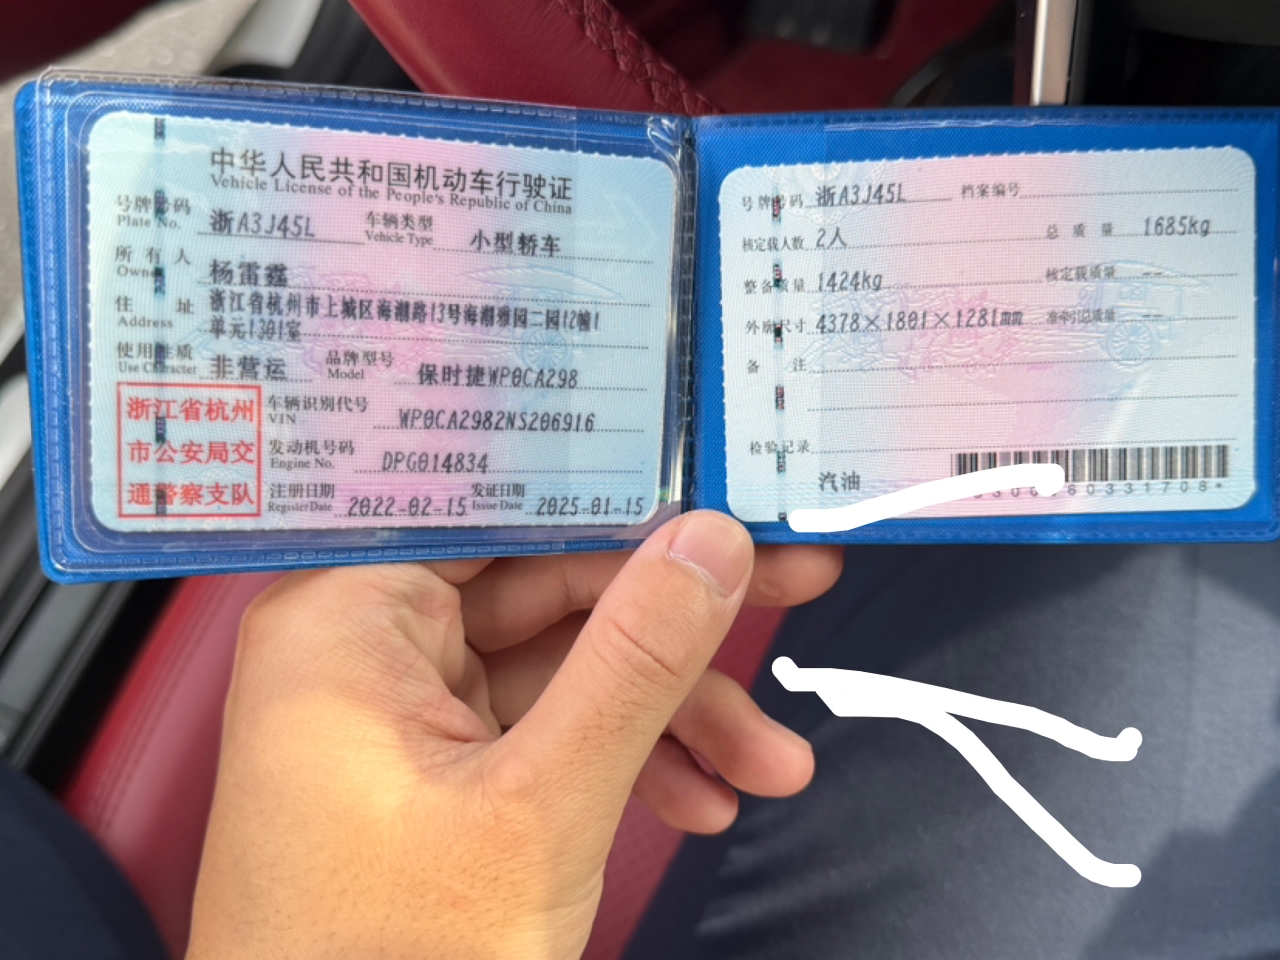 中华人民共和国机动车行驶证
Vehicle License of the People's Republic of China
号牌号码 浙A3J45L 车辆类型 小型轿车
Plate No. Vehicle Type
所有人 杨雷霆
Owner
住址 浙江省杭州市上城区海潮路13号海潮雅园二园12幢1
Address 单元1301室
使用性质 非营运 品牌型号 保时捷WP0CA298
Use Character Model
浙江省杭州
市公安局交
通警察支队
车辆识别代号 WP0CA2982NS206916
VIN
发动机号码 DPG014834
Engine No.
注册日期 2022-02-15 发证日期 2025-01-15
Register Date Issue Date
号牌号码 浙A3J45L 档案编号
核定载人数 2人 总质量 1685kg
整备质量 1424kg 核定载质量 --
外廓尺寸 4378×1801×1281mm 准牵引总质量 --
备注
检验记录
汽油